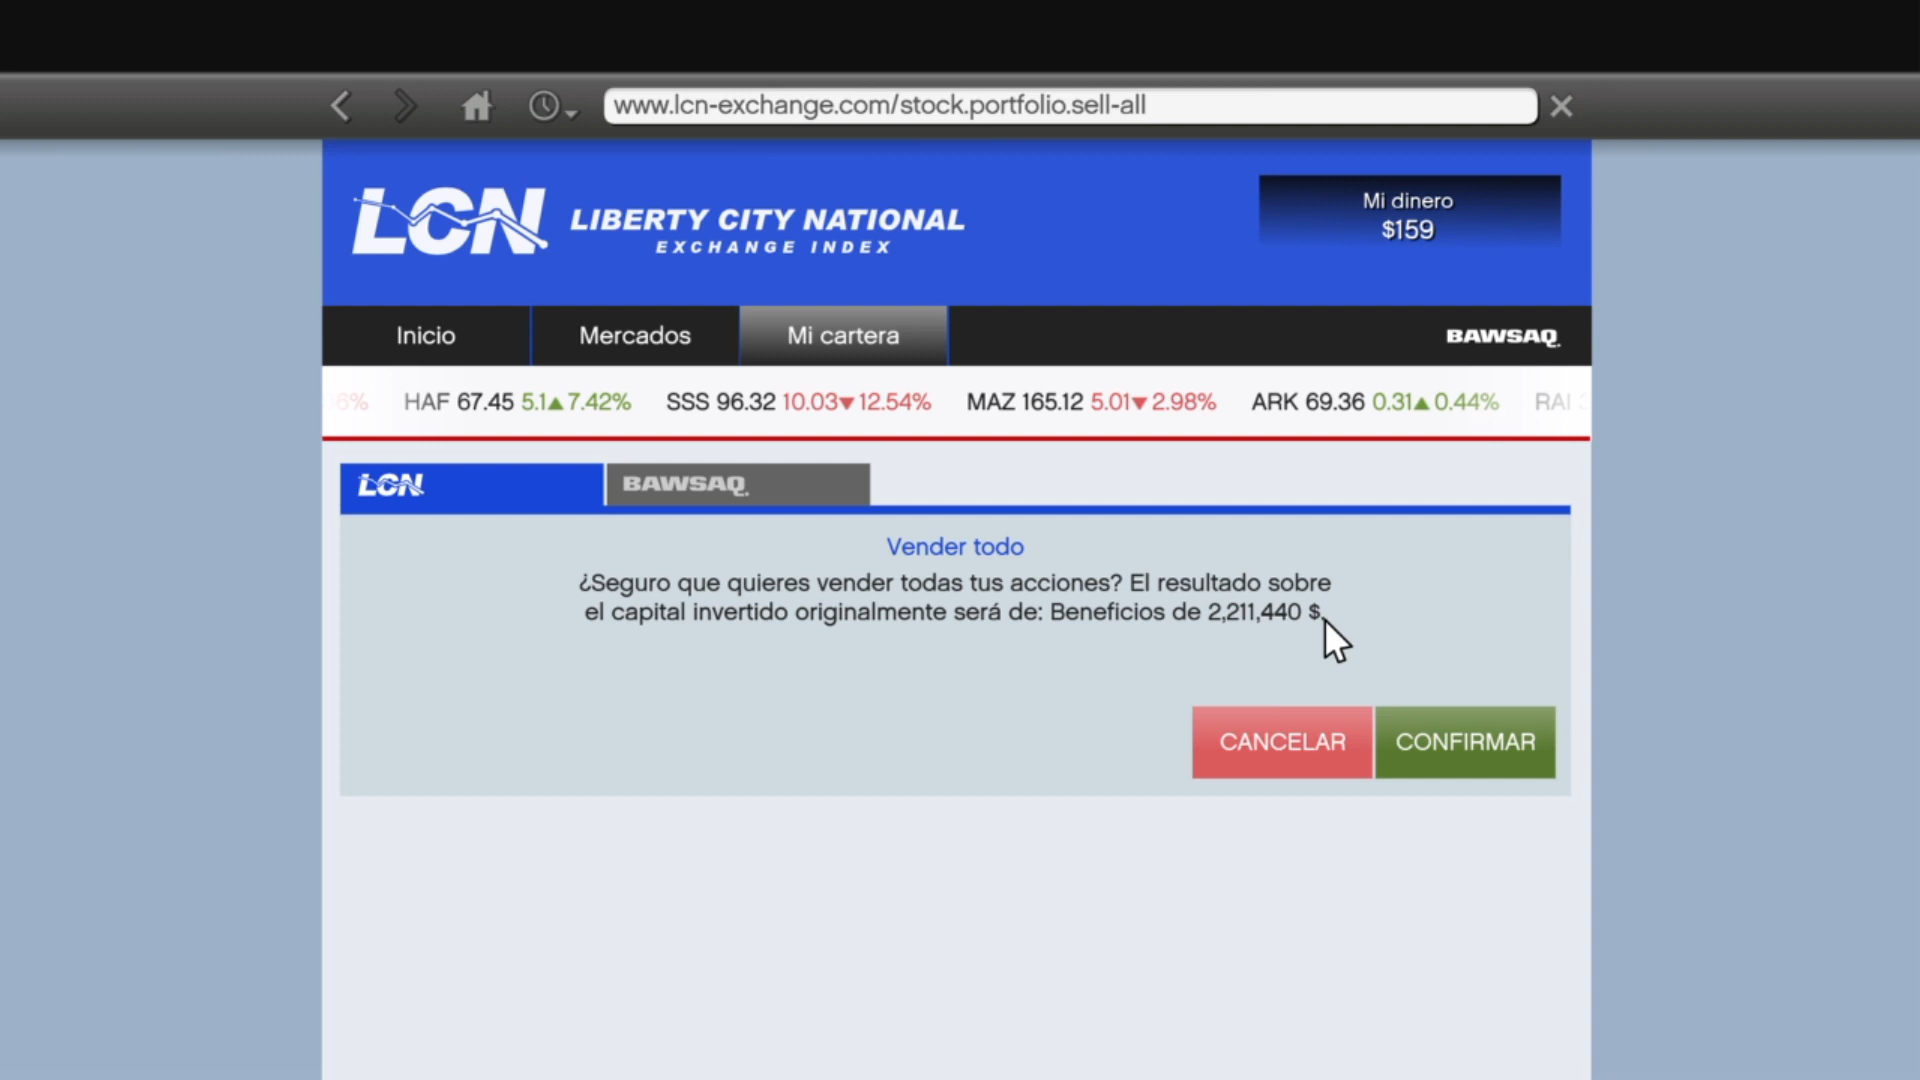 www.lcn-exchange.com/stock.portfolio.sell-all
LCN LIBERTY CITY NATIONAL
EXCHANGE INDEX
Mi dinero
$159
Inicio Mercados Mi cartera BAWSAQ.
6% HAF 67.45 5.1▲7.42% SSS 96.32 10.03▼12.54% MAZ 165.12 5.01▼2.98% ARK 69.36 0.31▲0.44% RAI
LCN BAWSAQ.
Vender todo
¿Seguro que quieres vender todas tus acciones? El resultado sobre
el capital invertido originalmente será de: Beneficios de 2,211,440 $.
CANCELAR CONFIRMAR